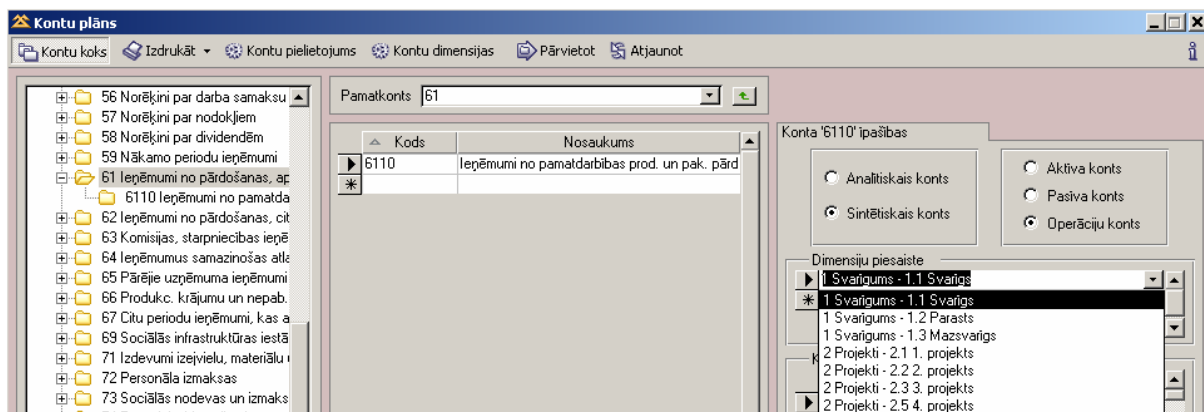 Kontu plāns
Kontu koks Izdrukāt Kontu pielietojums Kontu dimensijas Pārvietot Atjaunot
56 Norēķini par darba samaksu
57 Norēķini par nodokļiem
58 Norēķini par dividendēm
59 Nākamo periodu ieņēmumi
61 Ieņēmumi no pārdošanas, ap
6110 Ieņēmumi no pamatda
62 Ieņēmumi no pārdošanas, cit
63 Komisijas, starpniecības ieņē
64 Ieņēmumus samazinošas atla
65 Pārējie uzņēmuma ieņēmumi
66 Produkc. krājumu un nepab.
67 Citu periodu ieņēmumi, kas a
69 Sociālās infrastruktūras iestā
71 Izdevumi izejvielu, materiālu
72 Personāla izmaksas
73 Sociālās nodevas un izmaks
Pamatkonts 61
Kods Nosaukums
6110 Ieņēmumi no pamatdarbības prod. un pak. pārd
Konta '6110' īpašības
Analītiskais konts
Sintētiskais konts
Aktīva konts
Pasīva konts
Operāciju konts
Dimensiju piesaiste
1 Svarīgums - 1.1 Svarīgs
1 Svarīgums - 1.1 Svarīgs
1 Svarīgums - 1.2 Parasts
1 Svarīgums - 1.3 Mazsvarīgs
2 Projekti - 2.1 1. projekts
2 Projekti - 2.2 2. projekts
2 Projekti - 2.3 3. projekts
2 Projekti - 2.5 4. projekts